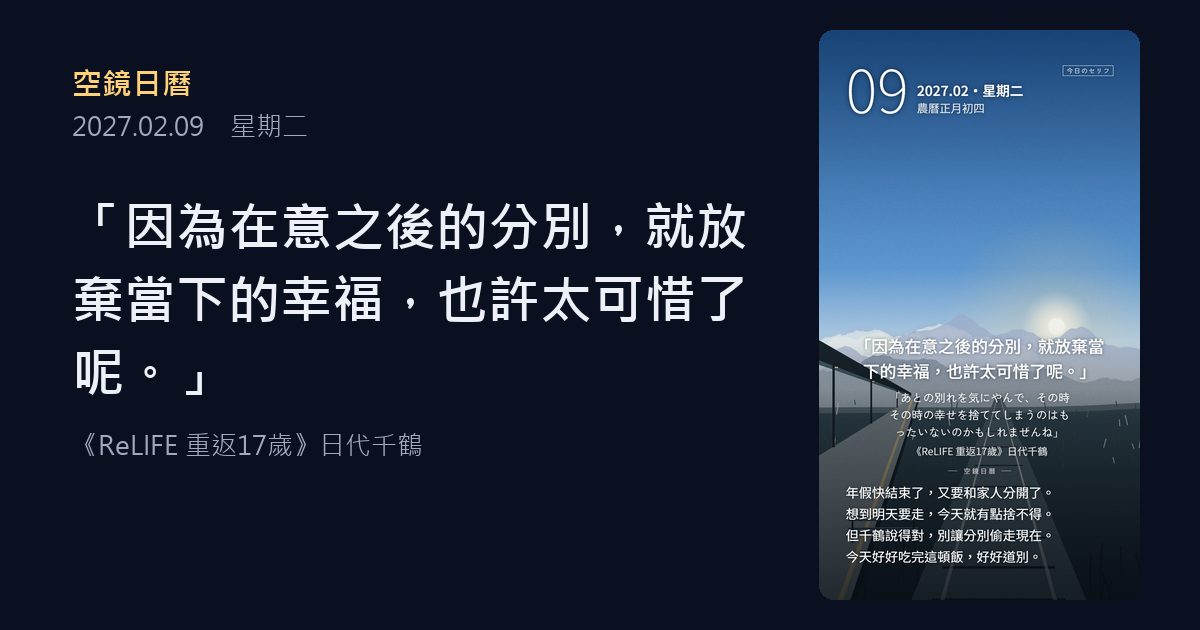 空鏡日曆
2027.02.09　星期二
「因為在意之後的分別，就放
棄當下的幸福，也許太可惜了
呢。」
《ReLIFE 重返17歲》日代千鶴
09
2027.02・星期二
農曆正月初四
今日のセリフ
「因為在意之後的分別，就放棄當
下的幸福，也許太可惜了呢。」
「あとの別れを気にやんで、その時
その時の幸せを捨ててしまうのはも
ったいないのかもしれませんね」
《ReLIFE 重返17歲》日代千鶴
— 空鏡日曆 —
年假快結束了，又要和家人分開了。
想到明天要走，今天就有點捨不得。
但千鶴說得對，別讓分別偷走現在。
今天好好吃完這頓飯，好好道別。